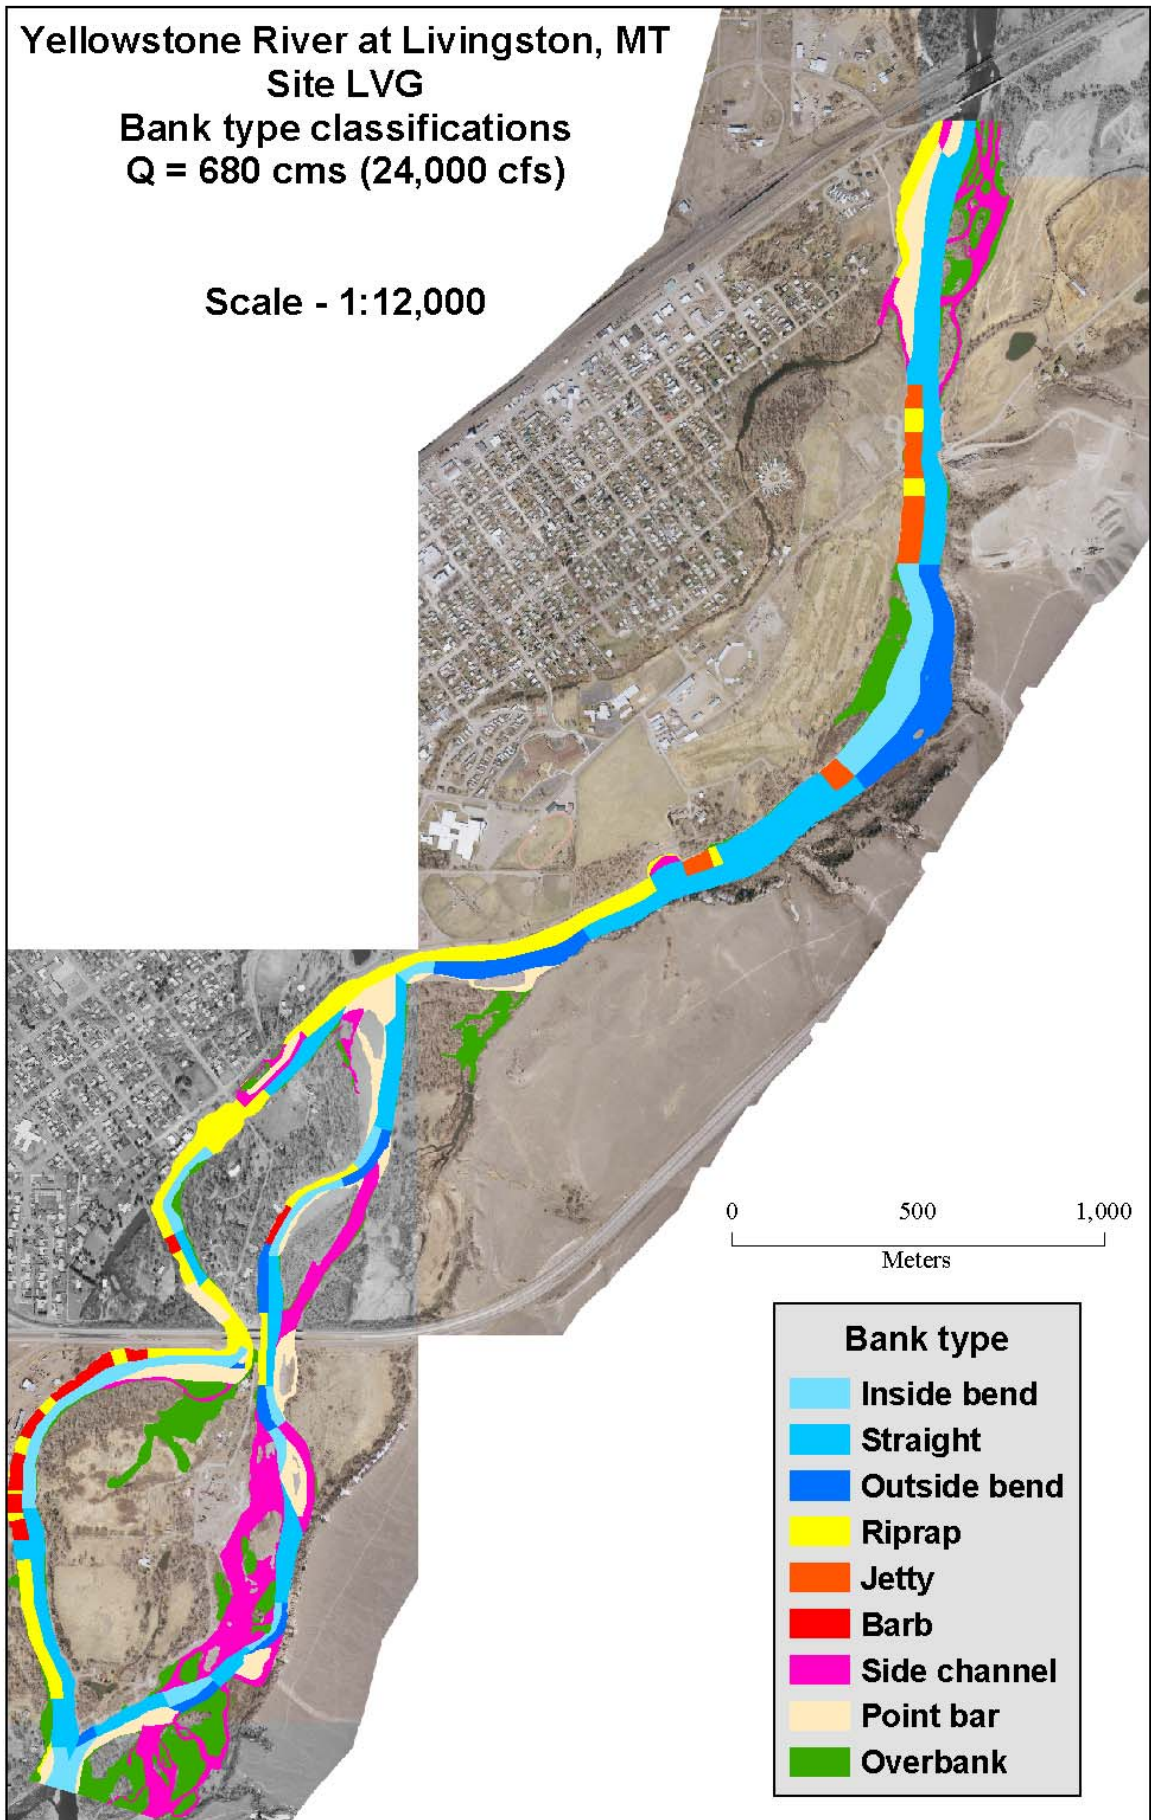 Yellowstone River at Livingston, MT
Site LVG
Bank type classifications
Q = 680 cms (24,000 cfs)
Scale - 1:12,000
0 500 1,000
Meters
Bank type
Inside bend
Straight
Outside bend
Riprap
Jetty
Barb
Side channel
Point bar
Overbank